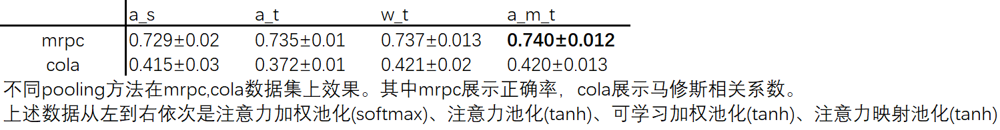 a_s a_t w_t a_m_t
mrpc 0.729±0.02 0.735±0.01 0.737±0.013 0.740±0.012
cola 0.415±0.03 0.372±0.01 0.421±0.02 0.420±0.013
不同pooling方法在mrpc,cola数据集上效果。其中mrpc展示正确率，cola展示马修斯相关系数。
上述数据从左到右依次是注意力加权池化(softmax)、注意力池化(tanh)、可学习加权池化(tanh)、注意力映射池化(tanh)